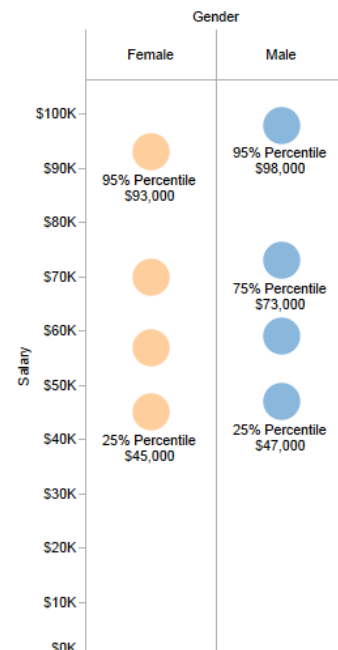 Gender
Female
Male
$100K
95% Percentile
$98,000
$90K
95% Percentile
$93,000
$80K
$70K
75% Percentile
$73,000
$60K
Salary
$50K
$40K
25% Percentile
$45,000
25% Percentile
$47,000
$30K
$20K
$10K
$0K